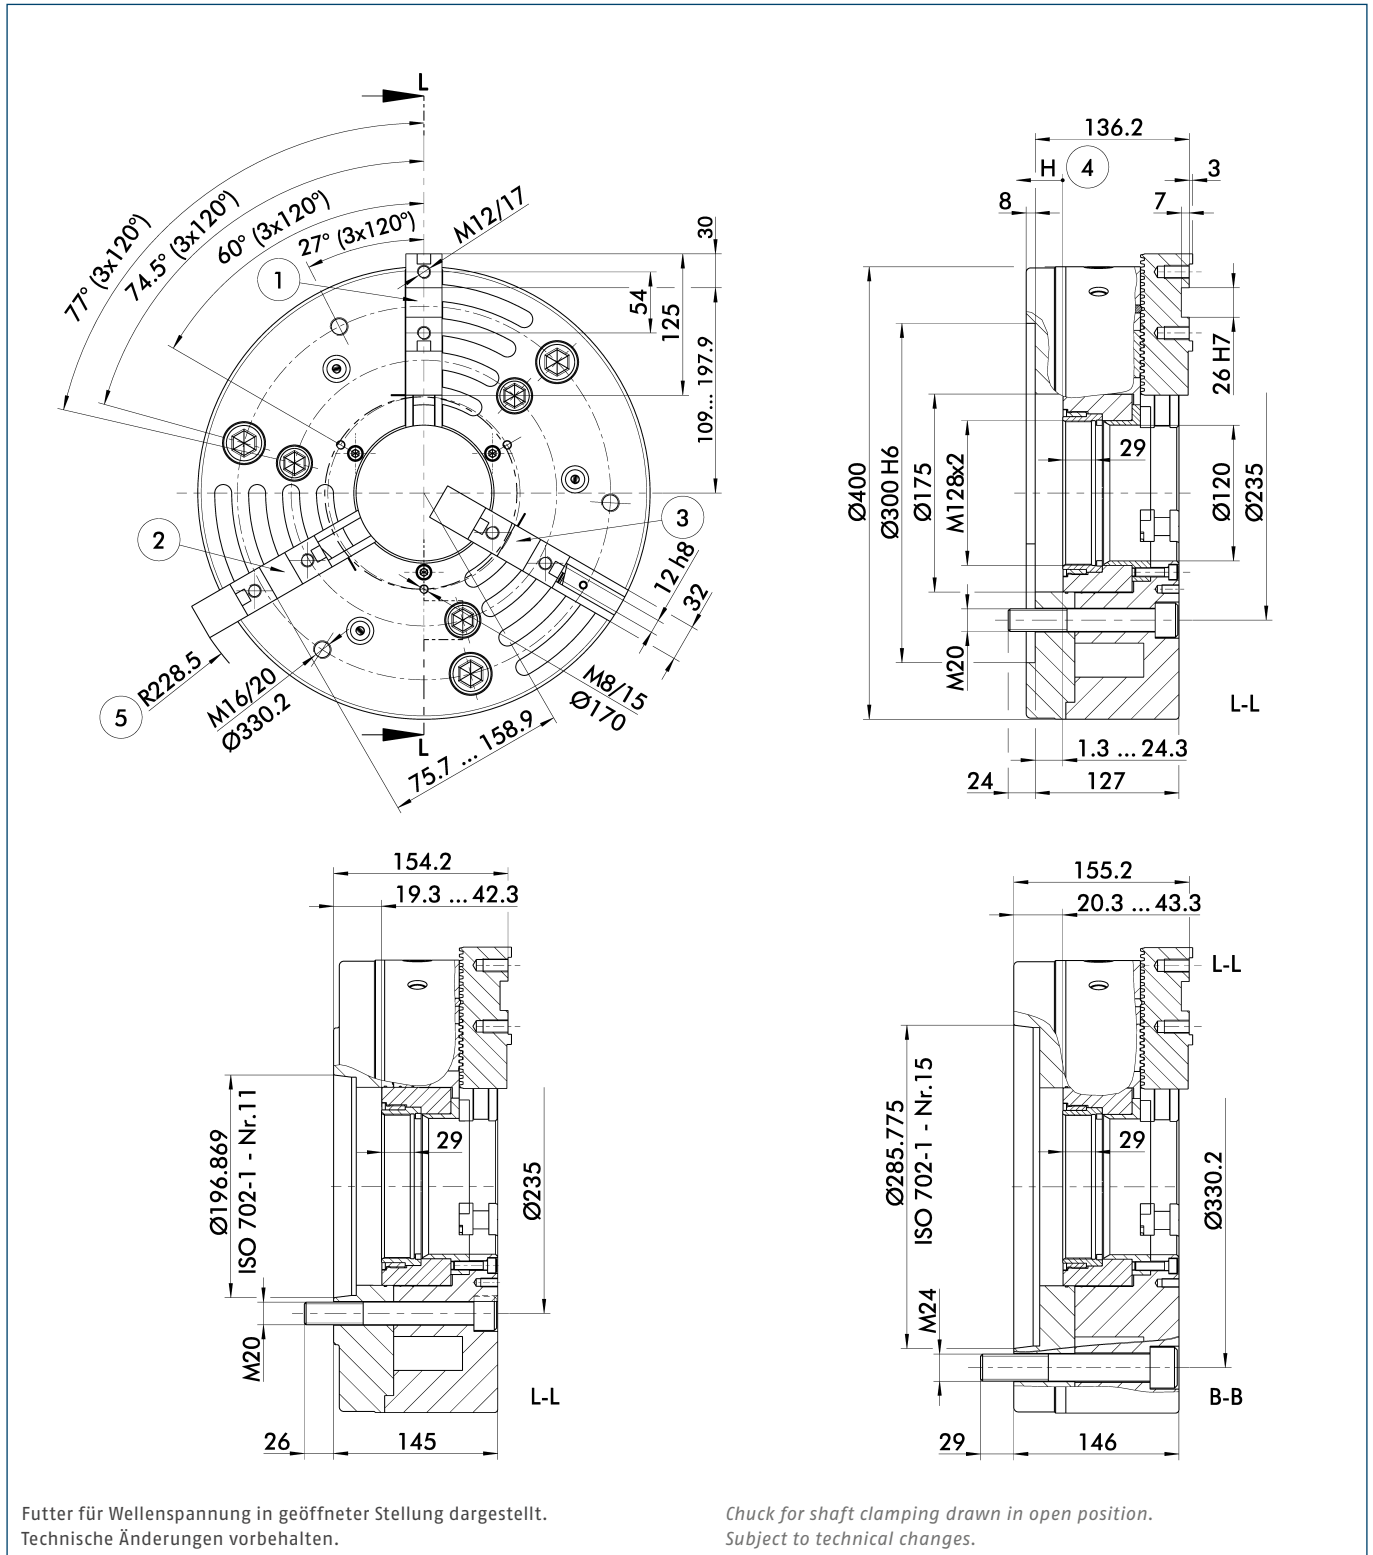 L
77° (3x120°)
74.5° (3x120°)
60° (3x120°)
27° (3x120°)
M12/17
1
30
54
125
109... 197.9
2
3
12 h8
32
5
R228.5
M16/20
Ø330.2
M8/15
Ø170
L
75.7 ... 158.9
136.2
H
4
3
8
7
26 H7
Ø400
Ø300 H6
Ø175
M128x2
29
Ø120
Ø235
M20
L-L
1.3 ... 24.3
24
127
154.2
19.3 ... 42.3
Ø196.869
ISO 702-1 - Nr.11
29
Ø235
M20
L-L
26
145
155.2
20.3 ... 43.3
L-L
Ø285.775
ISO 702-1 - Nr.15
29
Ø330.2
M24
B-B
29
146
Futter für Wellenspannung in geöffneter Stellung dargestellt.
Technische Änderungen vorbehalten.
Chuck for shaft clamping drawn in open position.
Subject to technical changes.